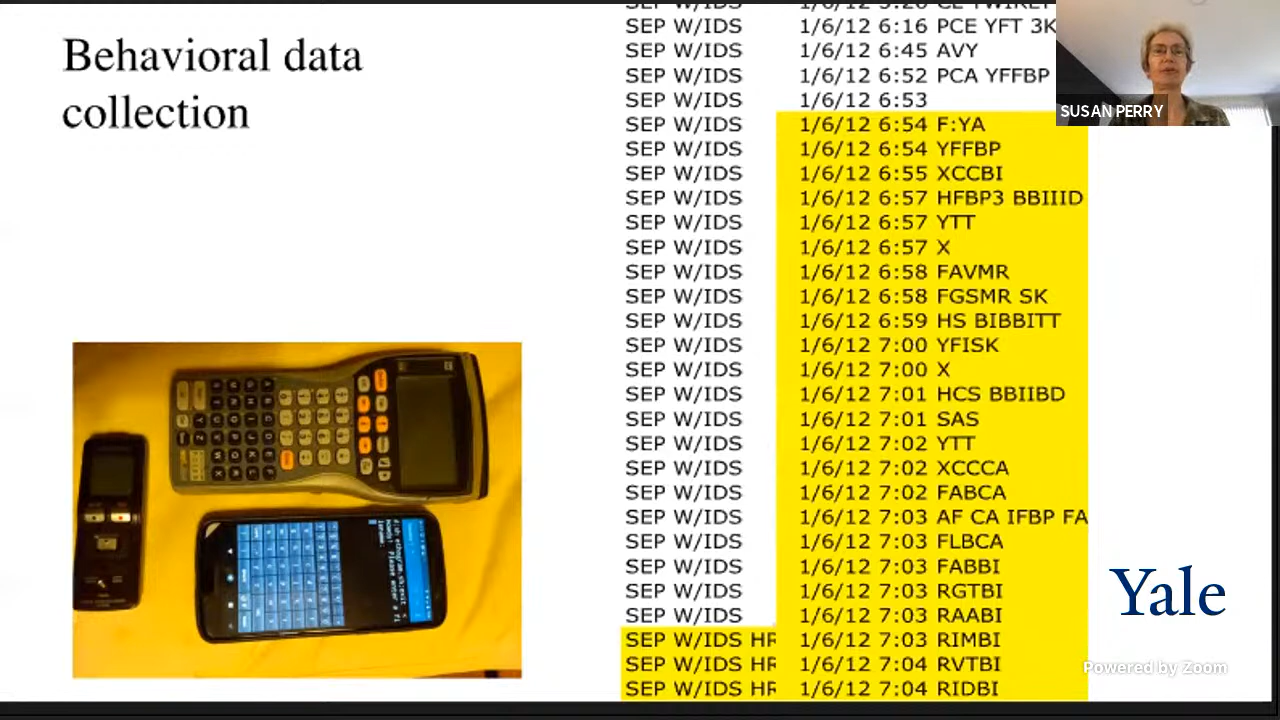 Behavioral data
collection
SEP W/IDS 1/6/12 6:16 PCE YFT 3K
SEP W/IDS 1/6/12 6:45 AVY
SEP W/IDS 1/6/12 6:52 PCA YFFBP
SEP W/IDS 1/6/12 6:53
SEP W/IDS 1/6/12 6:54 F:YA
SEP W/IDS 1/6/12 6:54 YFFBP
SEP W/IDS 1/6/12 6:55 XCCBI
SEP W/IDS 1/6/12 6:57 HFBP3 BBIIID
SEP W/IDS 1/6/12 6:57 YTT
SEP W/IDS 1/6/12 6:57 X
SEP W/IDS 1/6/12 6:58 FAVMR
SEP W/IDS 1/6/12 6:58 FGSMR SK
SEP W/IDS 1/6/12 6:59 HS BIBBITT
SEP W/IDS 1/6/12 7:00 YFISK
SEP W/IDS 1/6/12 7:00 X
SEP W/IDS 1/6/12 7:01 HCS BBIIBD
SEP W/IDS 1/6/12 7:01 SAS
SEP W/IDS 1/6/12 7:02 YTT
SEP W/IDS 1/6/12 7:02 XCCCA
SEP W/IDS 1/6/12 7:02 FABCA
SEP W/IDS 1/6/12 7:03 AF CA IFBP FA
SEP W/IDS 1/6/12 7:03 FLBCA
SEP W/IDS 1/6/12 7:03 FABBI
SEP W/IDS 1/6/12 7:03 RGTBI
SEP W/IDS 1/6/12 7:03 RAABI
SEP W/IDS HR 1/6/12 7:03 RIMBI
SEP W/IDS HR 1/6/12 7:04 RVTBI
SEP W/IDS HR 1/6/12 7:04 RIDBI
SUSAN PERRY
Yale
Powered by Zoom